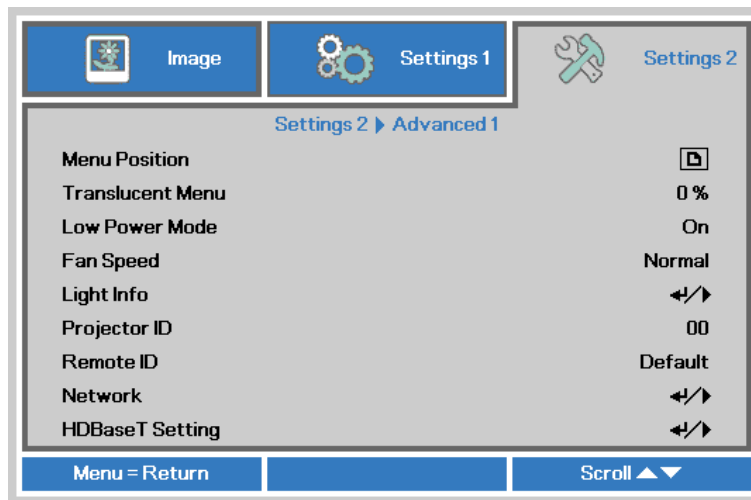 Image
Settings 1
Settings 2
Settings 2 ▶ Advanced 1
Menu Position
Translucent Menu 0 %
Low Power Mode On
Fan Speed Normal
Light Info ↵/▶
Projector ID 00
Remote ID Default
Network ↵/▶
HDBaseT Setting ↵/▶
Menu = Return
Scroll ▲▼